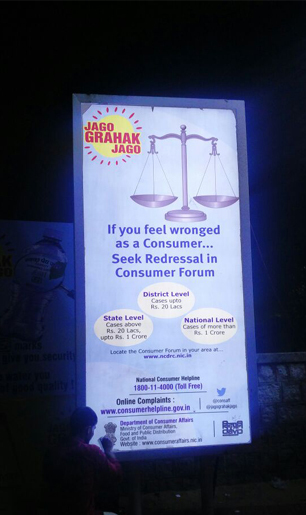 JAGO
GRAHAK
JAGO
If you feel wronged
as a Consumer...
Seek Redressal in
Consumer Forum
District Level
Cases upto
Rs. 20 Lacs
State Level
Cases above
Rs. 20 Lacs,
upto Rs. 1 Crore
National Level
Cases of more than
Rs. 1 Crore
Locate the Consumer Forum in your area at...
www.ncdrc.nic.in
National Consumer Helpline
1800-11-4000 (Toll Free)
Online Complaints :
www.consumerhelpline.gov.in
@jagograhakjago
Department of Consumer Affairs
Ministry of Consumer Affairs,
Food and Public Distribution
Govt. of India
Website : www.consumeraffairs.nic.in